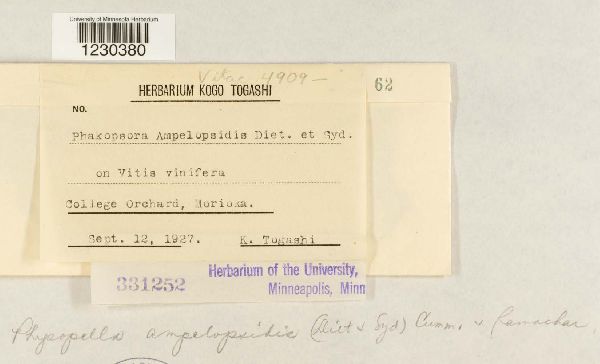 University of Minnesota Herbarium
1230380
Vitac 4909 —
62
HERBARIUM KOGO TOGASHI
NO.
Phakopsora Ampelopsidis Diet. et Syd.
on Vitis vinifera
College Orchard, Morioka.
Sept. 12, 1927. K. Togashi
331252 Herbarium of the University,
Minneapolis, Minn
Physopella ampelopsidis (Diet & Syd) Cumm. & Ramachar.